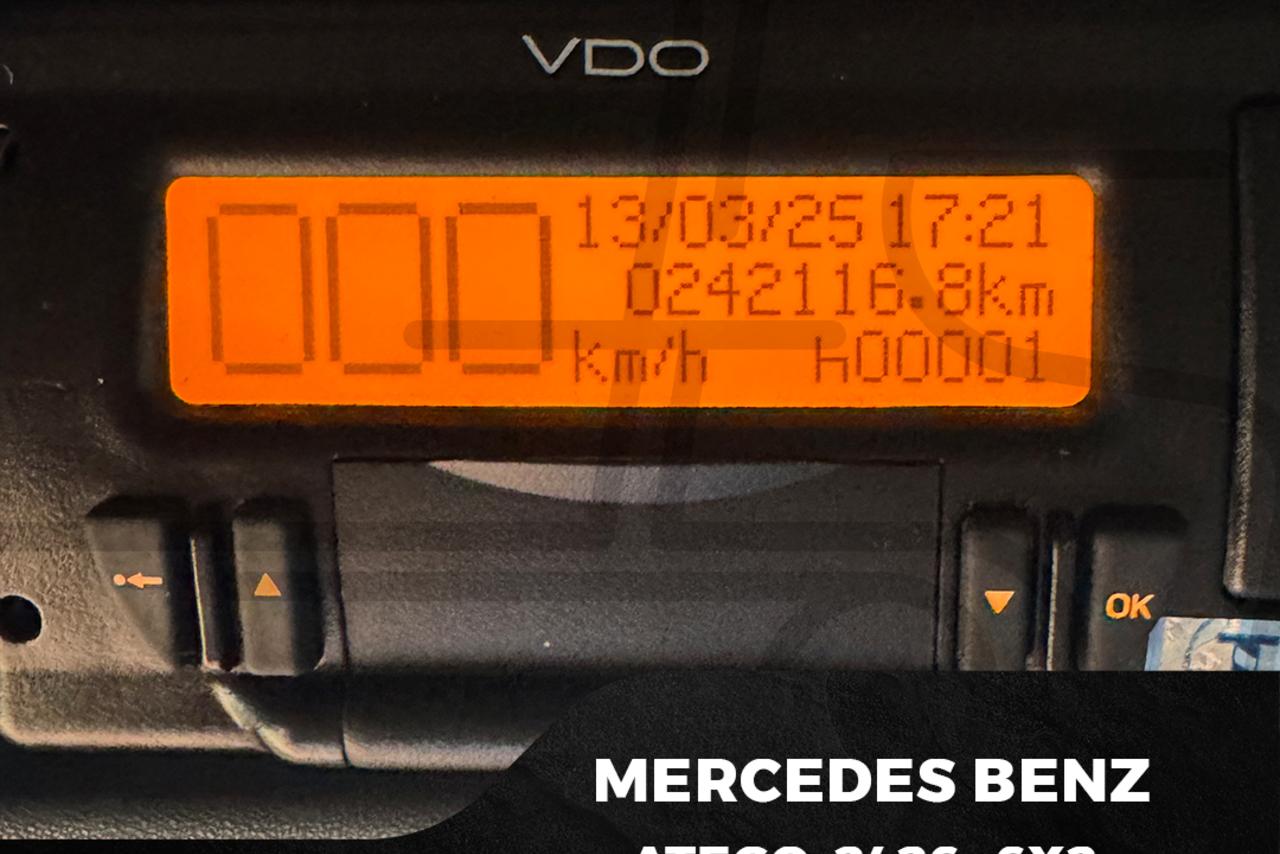 VDO
000
13/03/25 17:21
0242116.8km
km/h h00001
OK
MERCEDES BENZ